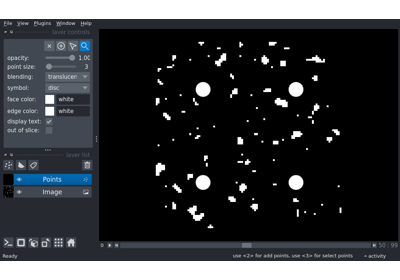 File View Plugins Window Help
layer controls
opacity: 1.00
point size: 3
blending: translucen
symbol: disc
face color: white
edge color: white
display text:
out of slice:
layer list
Points
Image
0 50 99
Ready use <2> for add points, use <3> for select points activity